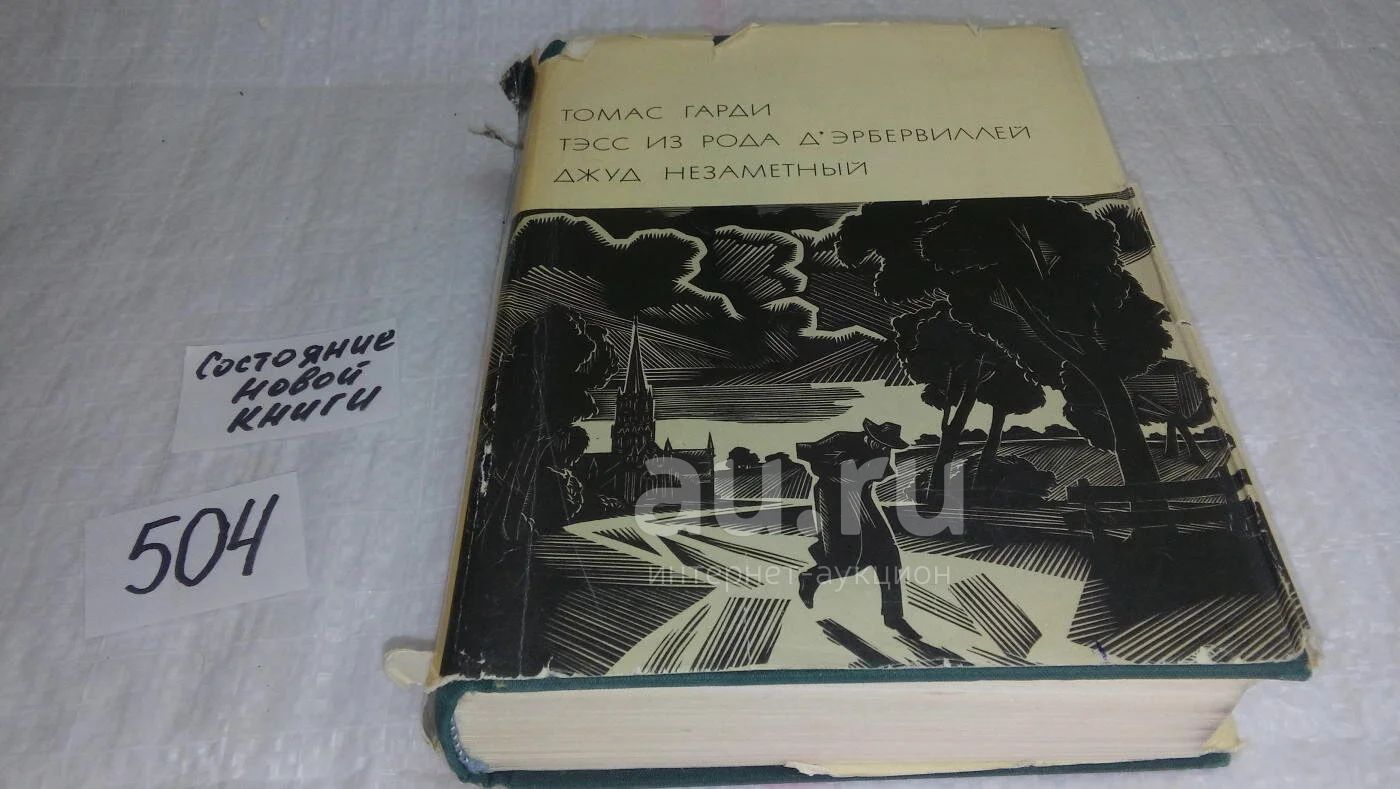 ТОМАС ГАРДИ
ТЭСС ИЗ РОДА Д'ЭРБЕРВИЛЛЕЙ
ДЖУД НЕЗАМЕТНЫЙ
Состояние
новой
книги
504
au.ru
интернет-аукцион